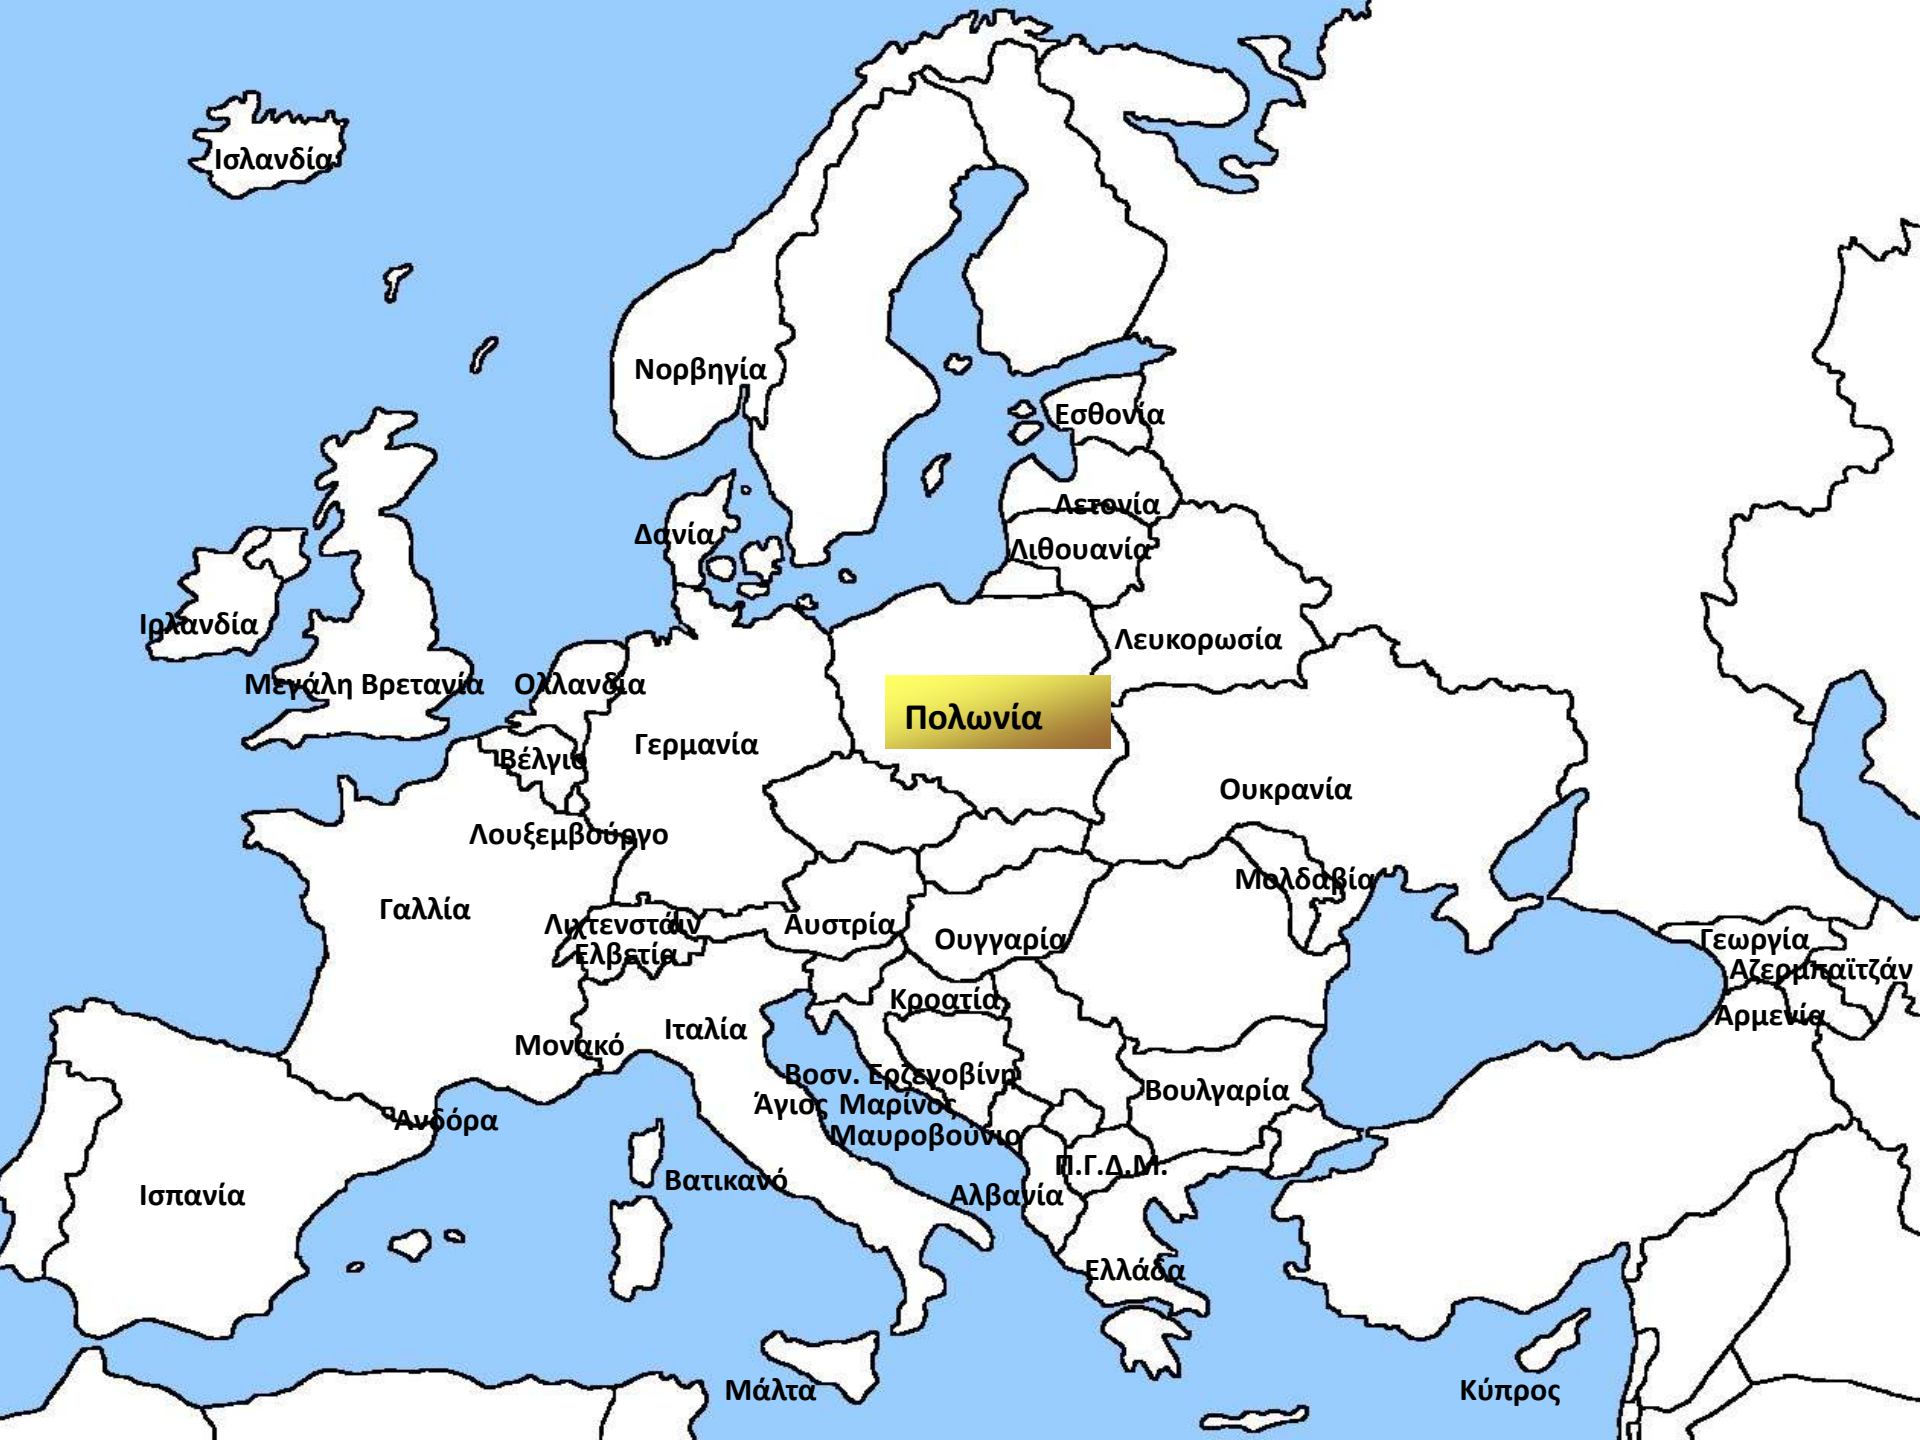 Ισλανδία
Νορβηγία
Εσθονία
Λετονία
Δανία
Λιθουανία
Ιρλανδία
Λευκορωσία
Μεγάλη Βρετανία
Ολλανδία
Πολωνία
Γερμανία
Βέλγιο
Ουκρανία
Λουξεμβούργο
Μολδαβία
Γαλλία
Λιχτενστάιν
Αυστρία
Ουγγαρία
Γεωργία
Ελβετία
Αζερμπαϊτζάν
Κροατία
Αρμενία
Ιταλία
Μονακό
Βοσν. Ερζεγοβίνη
Βουλγαρία
Άγιος Μαρίνος
Ανδόρα
Μαυροβούνιο
Π.Γ.Δ.Μ.
Βατικανό
Ισπανία
Αλβανία
Ελλάδα
Μάλτα
Κύπρος